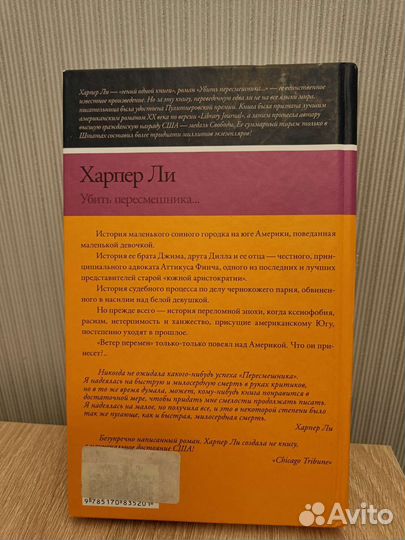 Харпер Ли — «гений одной книги», роман «Убить пересмешника...» — ее единственное
известное произведение. Но за эту книгу, переведенную едва ли не на все языки мира,
писательница была удостоена Пулитцеровской премии. Книга была признана лучшим
американским романом XX века по версии «Library Journal», а затем принесла автору
высшую гражданскую награду США — медаль Свободы. Ее суммарный тираж только в
Штатах составил более тридцати миллионов экземпляров!
Харпер Ли
Убить пересмешника...
История маленького сонного городка на юге Америки, поведанная
маленькой девочкой.
История ее брата Джима, друга Дилла и ее отца — честного, прин-
ципиального адвоката Аттикуса Финча, одного из последних и лучших
представителей старой «южной аристократии».
История судебного процесса по делу чернокожего парня, обвинен-
ного в насилии над белой девушкой.
Но прежде всего — история переломной эпохи, когда ксенофобия,
расизм, нетерпимость и ханжество, присущие американскому Югу,
постепенно уходят в прошлое.
«Ветер перемен» только-только повеял над Америкой. Что он при-
несет?..
Никогда не ожидала какого-нибудь успеха «Пересмешника».
Я надеялась на быструю и милосердную смерть в руках критиков,
но в то же время думала, может, кому-нибудь книга понравится в
достаточной мере, чтобы придать мне смелости продолжать писать.
Я надеялась на малое, но получила все, и это в некоторой степени было
так же пугающе, как и быстрая, милосердная смерть.
Харпер Ли
Безупречно написанный роман. Харпер Ли создала не книгу,
достояние США!
«Chicago Tribune»
9 785170 835201
Avito